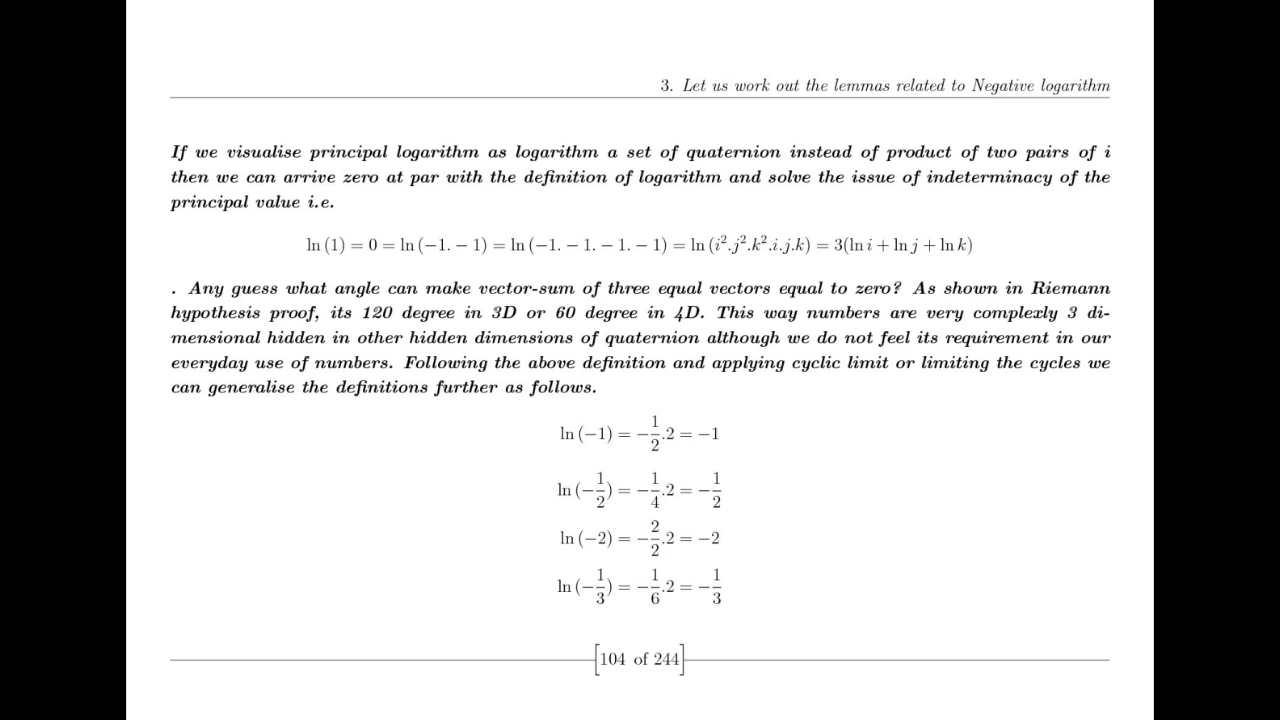 3. Let us work out the lemmas related to Negative logarithm
If we visualise principal logarithm as logarithm a set of quaternion instead of product of two pairs of i
then we can arrive zero at par with the definition of logarithm and solve the issue of indeterminacy of the
principal value i.e.
ln (1) = 0 = ln (−1. − 1) = ln (−1. − 1. − 1. − 1) = ln (i².j².k².i.j.k) = 3(ln i + ln j + ln k)
. Any guess what angle can make vector-sum of three equal vectors equal to zero? As shown in Riemann
hypothesis proof, its 120 degree in 3D or 60 degree in 4D. This way numbers are very complexly 3 di-
mensional hidden in other hidden dimensions of quaternion although we do not feel its requirement in our
everyday use of numbers. Following the above definition and applying cyclic limit or limiting the cycles we
can generalise the definitions further as follows.
ln (−1) = −1/2.2 = −1
ln (−1/2) = −1/4.2 = −1/2
ln (−2) = −2/2.2 = −2
ln (−1/3) = −1/6.2 = −1/3
[104 of 244]